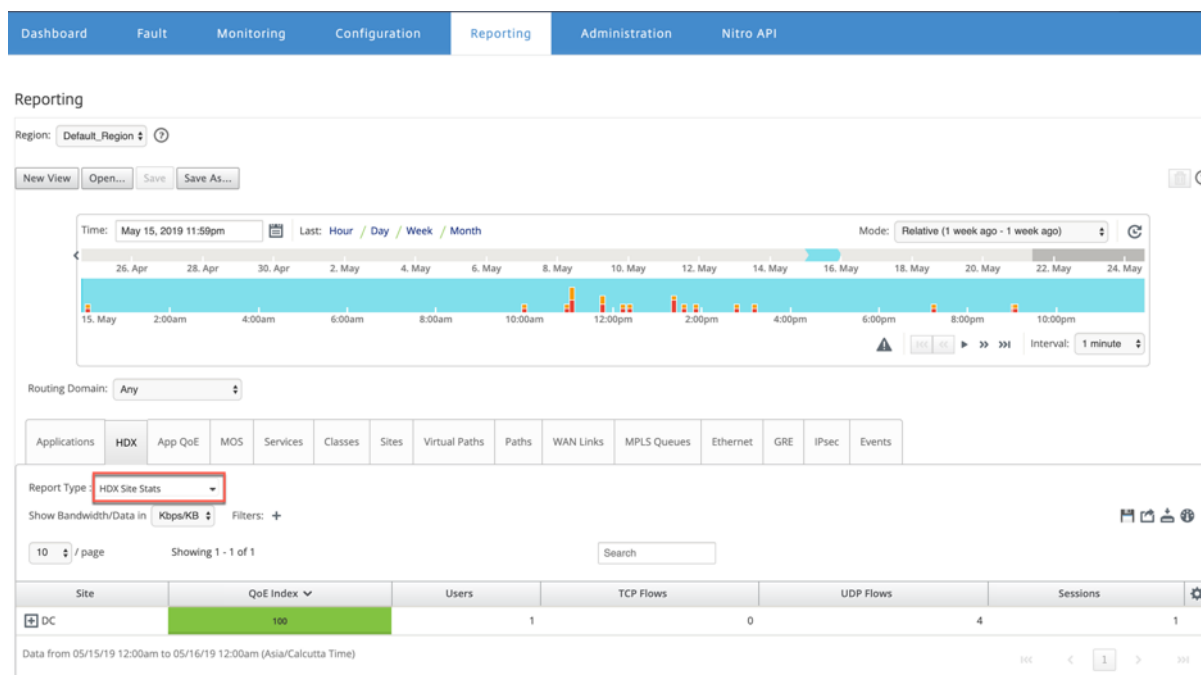 Dashboard Fault Monitoring Configuration Reporting Administration Nitro API
Reporting
Region: Default_Region ?
New View Open... Save Save As...
Time: May 15, 2019 11:59pm Last: Hour / Day / Week / Month Mode: Relative (1 week ago - 1 week ago)
26. Apr 28. Apr 30. Apr 2. May 4. May 6. May 8. May 10. May 12. May 14. May 16. May 18. May 20. May 22. May 24. May
15. May 2:00am 4:00am 6:00am 8:00am 10:00am 12:00pm 2:00pm 4:00pm 6:00pm 8:00pm 10:00pm
Interval: 1 minute
Routing Domain: Any
Applications HDX App QoE MOS Services Classes Sites Virtual Paths Paths WAN Links MPLS Queues Ethernet GRE IPsec Events
Report Type : HDX Site Stats
Show Bandwidth/Data in Kbps/KB Filters: +
10 / page Showing 1 - 1 of 1 Search
Site QoE Index Users TCP Flows UDP Flows Sessions
DC 100 1 0 4 1
Data from 05/15/19 12:00am to 05/16/19 12:00am (Asia/Calcutta Time)
1